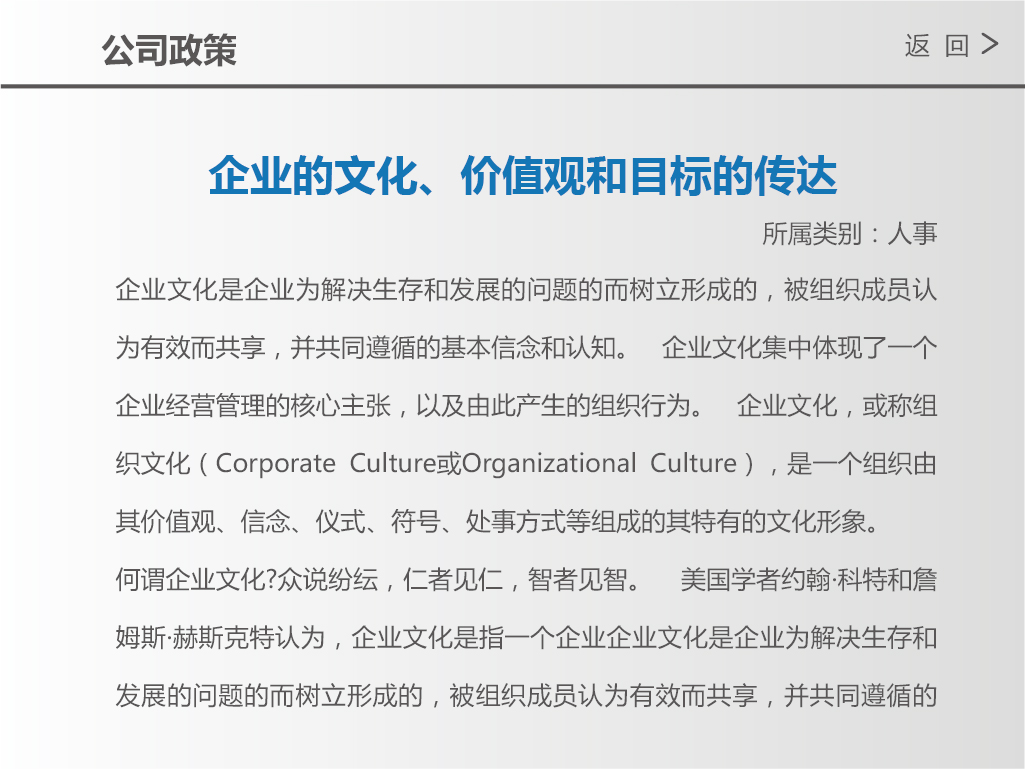 公司政策
返 回 >
企业的文化、价值观和目标的传达
所属类别：人事
企业文化是企业为解决生存和发展的问题的而树立形成的，被组织成员认
为有效而共享，并共同遵循的基本信念和认知。 企业文化集中体现了一个
企业经营管理的核心主张，以及由此产生的组织行为。 企业文化，或称组
织文化（Corporate Culture或Organizational Culture），是一个组织由
其价值观、信念、仪式、符号、处事方式等组成的其特有的文化形象。
何谓企业文化?众说纷纭，仁者见仁，智者见智。 美国学者约翰·科特和詹
姆斯·赫斯克特认为，企业文化是指一个企业企业文化是企业为解决生存和
发展的问题的而树立形成的，被组织成员认为有效而共享，并共同遵循的